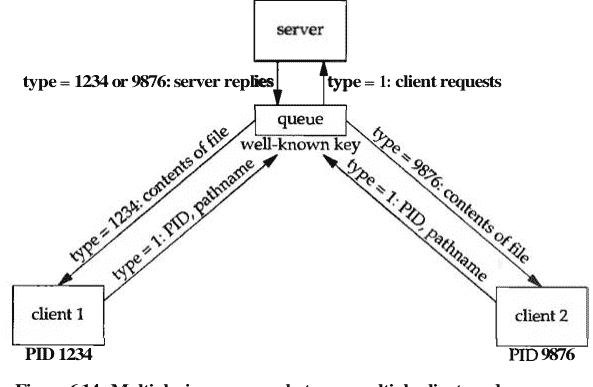 server
type = 1234 or 9876: server replies
type = 1: client requests
queue
well-known key
type = 1234: contents of file
type = 1: PID, pathname
type = 9876: contents of file
type = 1: PID, pathname
client 1
PID 1234
client 2
PID 9876